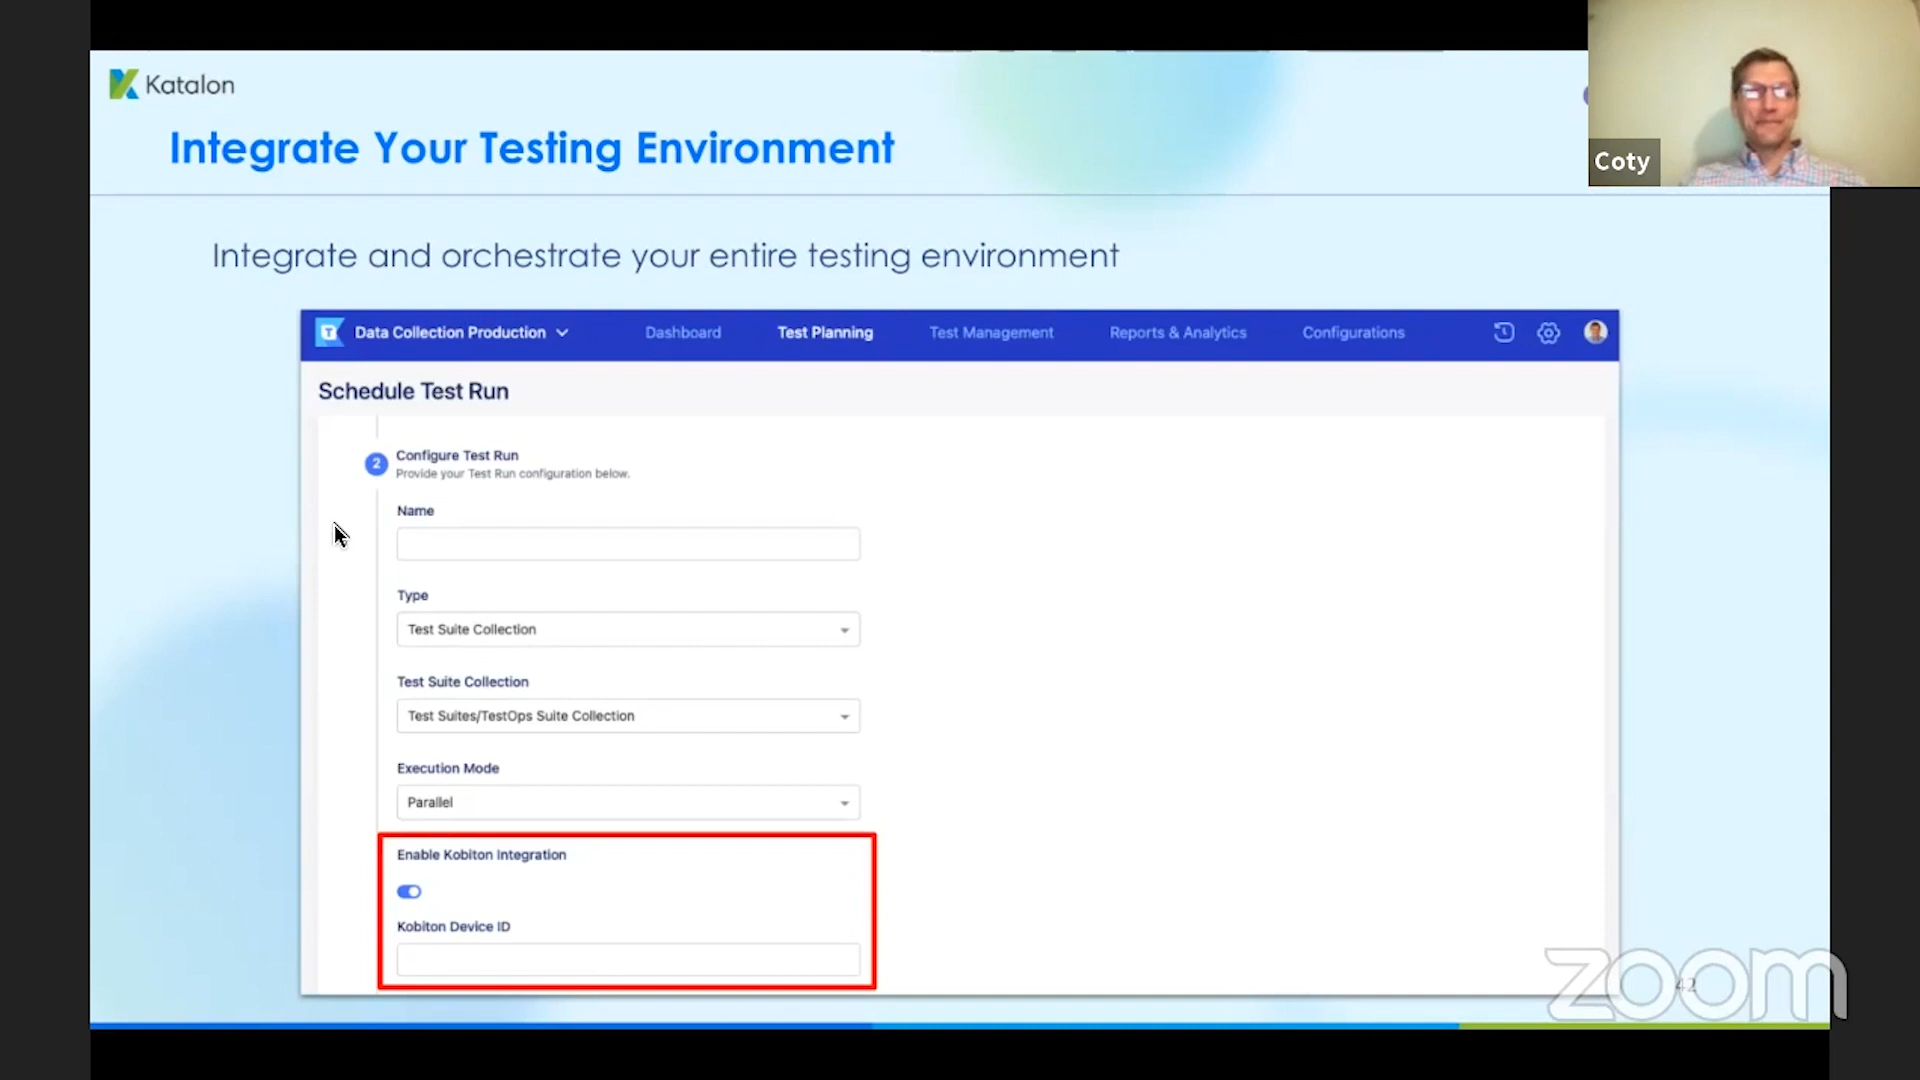 Katalon
Integrate Your Testing Environment
Coty
Integrate and orchestrate your entire testing environment
T Data Collection Production Dashboard Test Planning Test Management Reports & Analytics Configurations
Schedule Test Run
2 Configure Test Run
Provide your Test Run configuration below.
Name
Type
Test Suite Collection
Test Suite Collection
Test Suites/TestOps Suite Collection
Execution Mode
Parallel
Enable Kobiton Integration
Kobiton Device ID
42
zoom